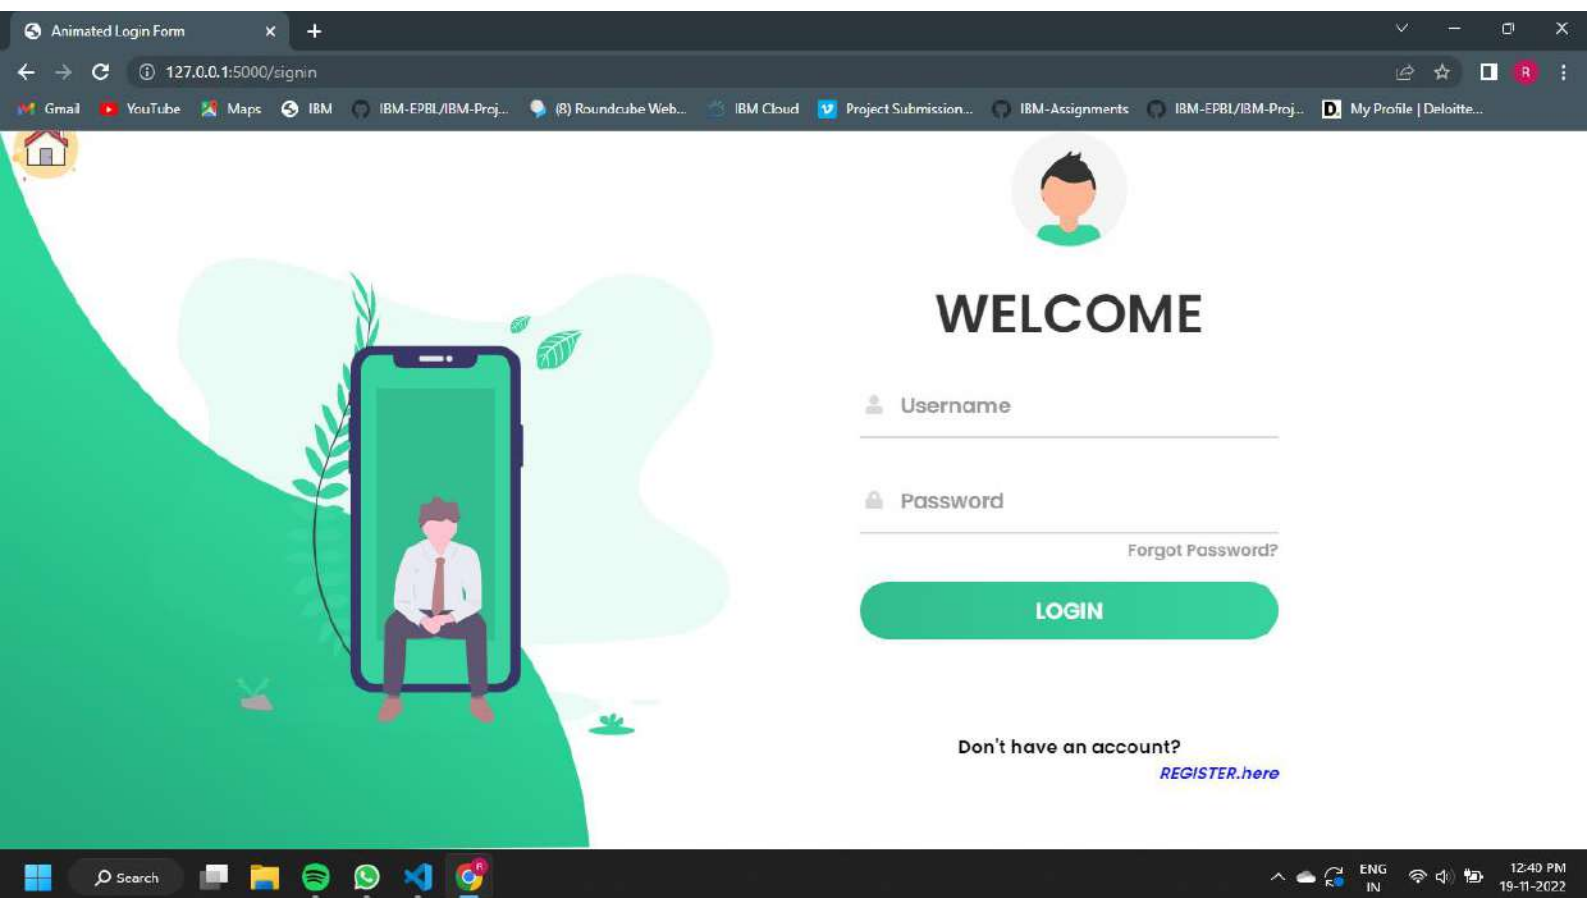 Animated Login Form
127.0.0.1:5000/signin
R
Gmail YouTube Maps IBM IBM-EPBL/IBM-Proj... (8) Roundcube Web... IBM Cloud Project Submission... IBM-Assignments IBM-EPBL/IBM-Proj... D. My Profile | Deloitte...
WELCOME
Username
Password
Forgot Password?
LOGIN
Don't have an account?
REGISTER.here
Search
R
ENG
IN
12:40 PM
19-11-2022